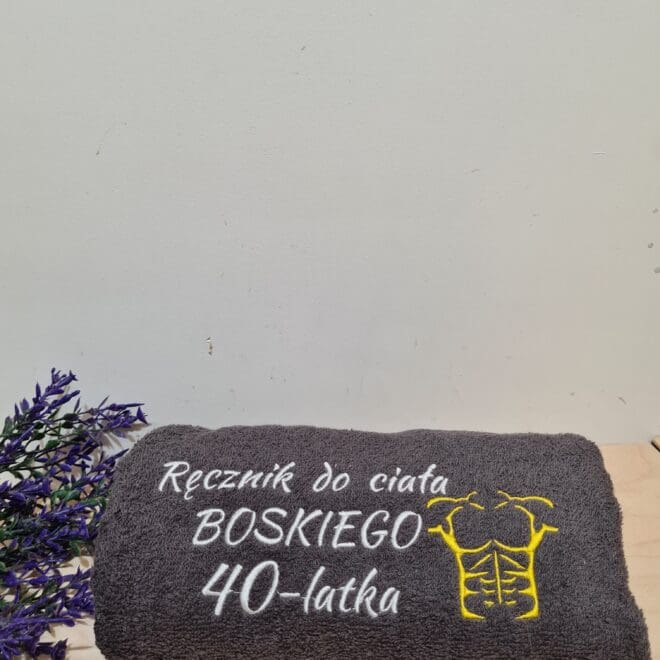 Ręcznik do ciała
BOSKIEGO
40-latka